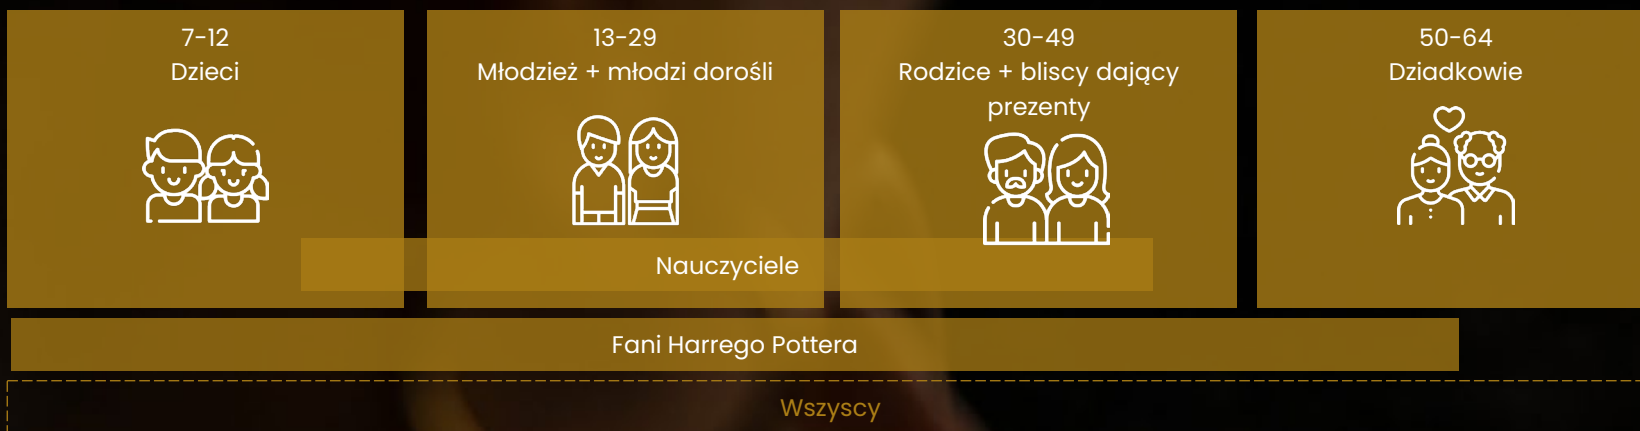 7-12
Dzieci
13-29
Młodzież + młodzi dorośli
30-49
Rodzice + bliscy dający
prezenty
50-64
Dziadkowie
Nauczyciele
Fani Harrego Pottera
Wszyscy